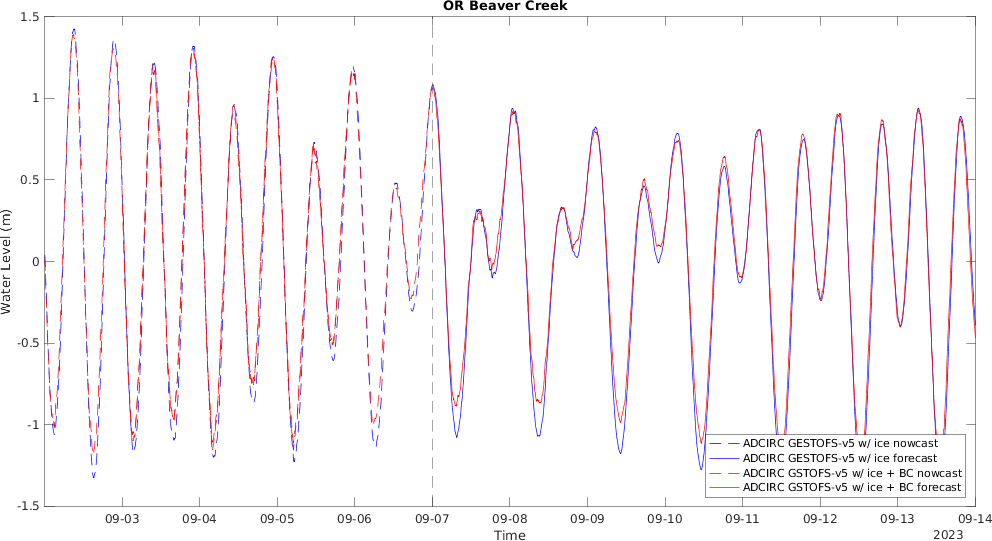 OR Beaver Creek
1.5
1
0.5
0
-0.5
-1
-1.5
Water Level (m)
ADCIRC GESTOFS-v5 w/ ice nowcast
ADCIRC GESTOFS-v5 w/ ice forecast
ADCIRC GSTOFS-v5 w/ ice + BC nowcast
ADCIRC GSTOFS-v5 w/ ice + BC forecast
09-03 09-04 09-05 09-06 09-07 09-08 09-09 09-10 09-11 09-12 09-13 09-14
Time
2023